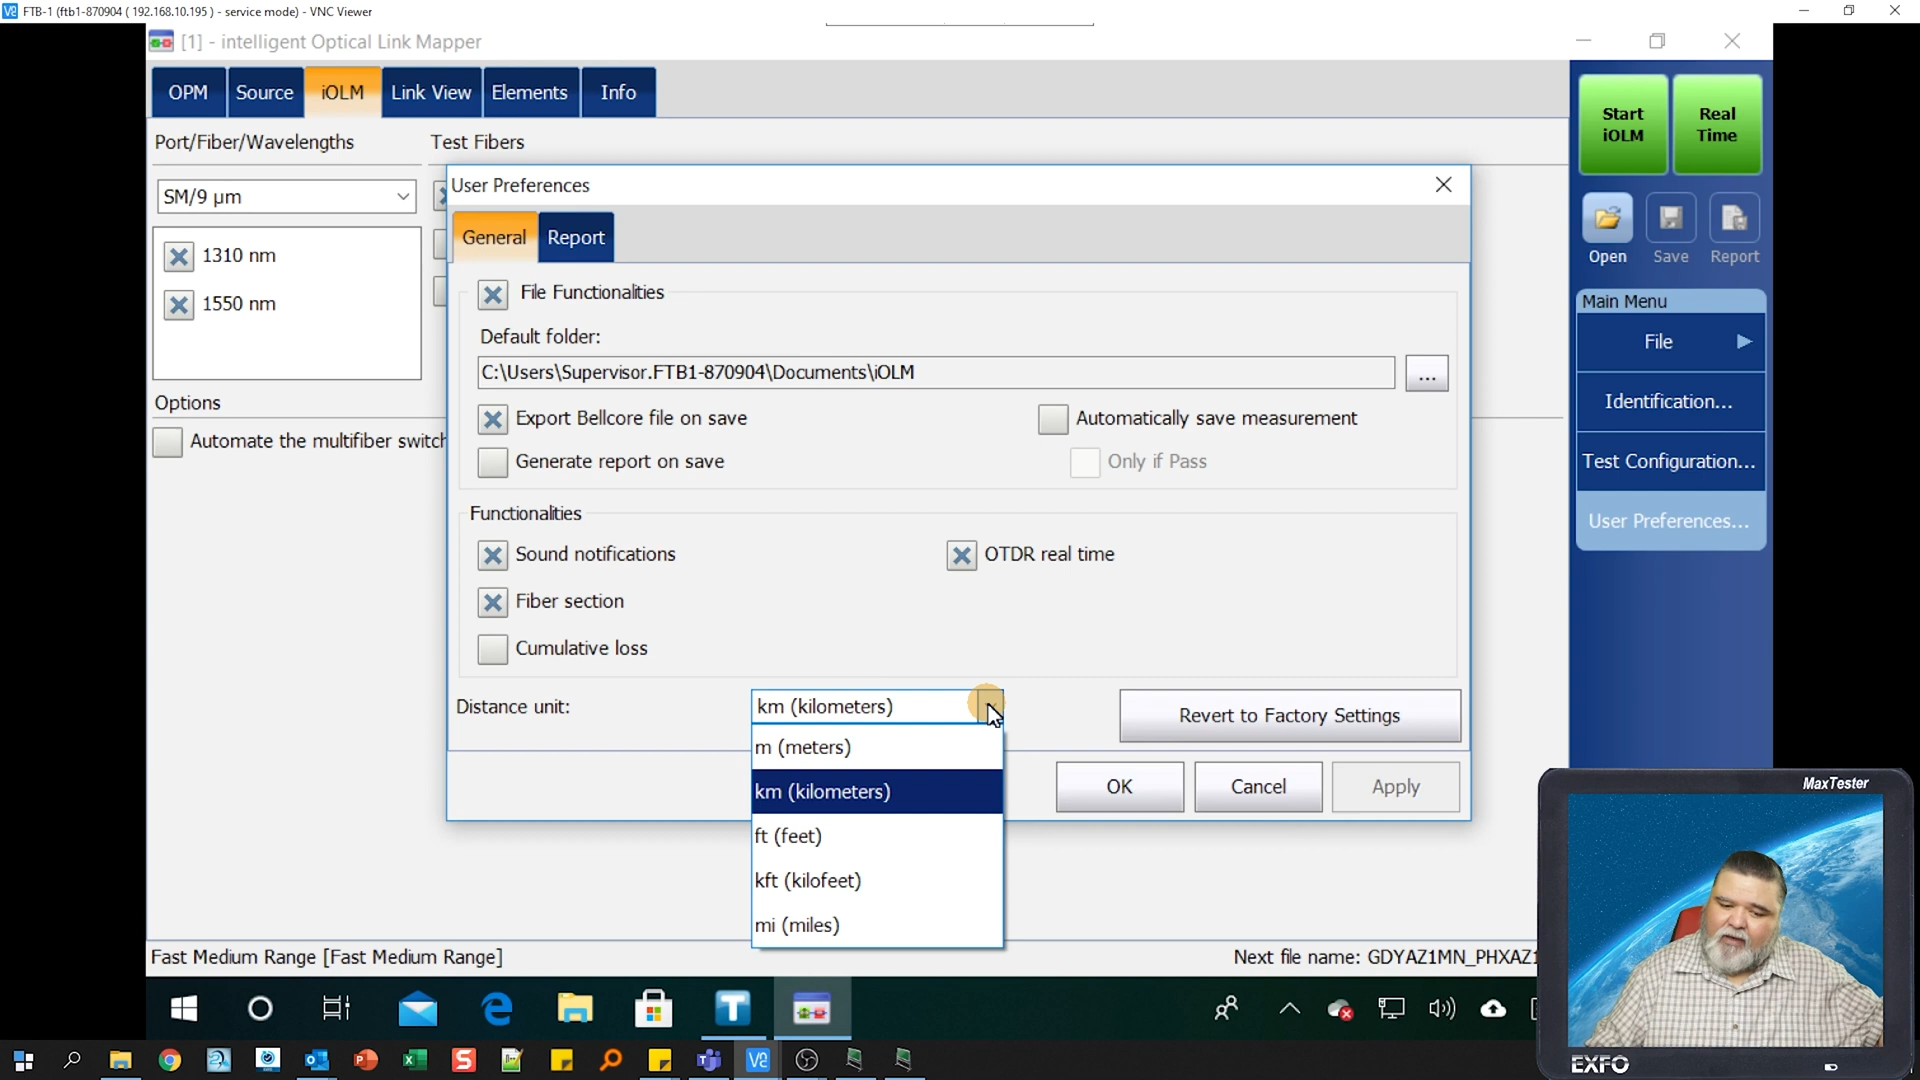 FTB-1 (ftb1-870904 ( 192.168.10.195 ) - service mode) - VNC Viewer
[1] - intelligent Optical Link Mapper
OPM Source iOLM Link View Elements Info
Port/Fiber/Wavelengths
Test Fibers
SM/9 µm
1310 nm
1550 nm
Options
Automate the multifiber switch
User Preferences
General Report
File Functionalities
Default folder:
C:\Users\Supervisor.FTB1-870904\Documents\iOLM
...
Export Bellcore file on save
Automatically save measurement
Generate report on save
Only if Pass
Functionalities
Sound notifications
OTDR real time
Fiber section
Cumulative loss
Distance unit:
km (kilometers)
m (meters)
km (kilometers)
ft (feet)
kft (kilofeet)
mi (miles)
Revert to Factory Settings
OK
Cancel
Apply
Start iOLM
Real Time
Open
Save
Report
Main Menu
File
Identification...
Test Configuration...
User Preferences...
Fast Medium Range [Fast Medium Range]
Next file name: GDYAZ1MN_PHXAZ1
MaxTester
EXFO